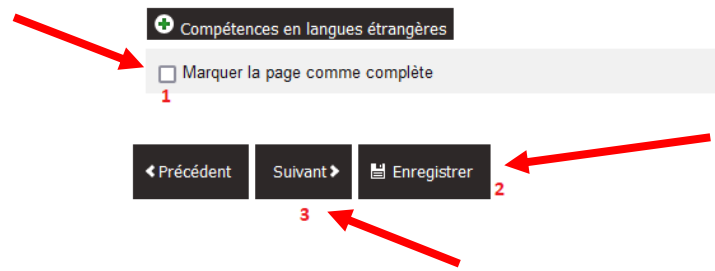 Compétences en langues étrangères
Marquer la page comme complète
1
Précédent Suivant Enregistrer
2
3